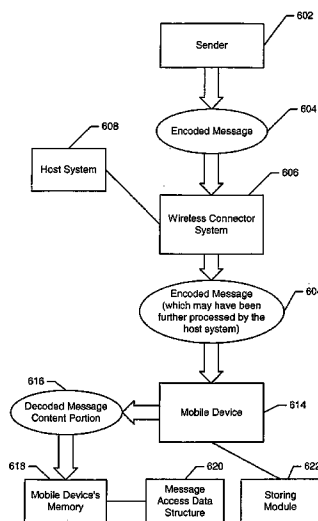 602
Sender
604
Encoded Message
608
Host System
606
Wireless Connector
System
Encoded Message
(which may have been
further processed by the
host system)
604
616
Decoded Message
Content Portion
Mobile Device
614
618
Mobile Device's
Memory
620
Message
Access Data
Structure
622
Storing
Module